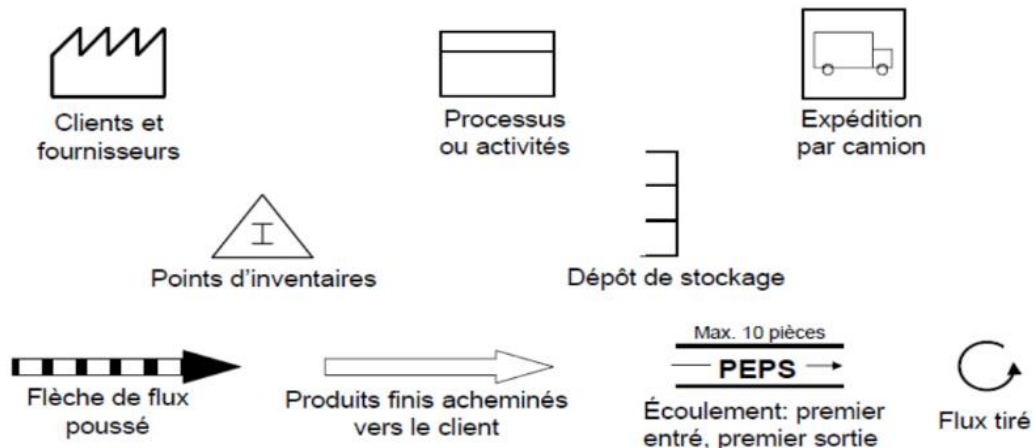 Clients et
fournisseurs
Processus
ou activités
Expédition
par camion
I
Points d'inventaires
Dépôt de stockage
Flèche de flux
poussé
Produits finis acheminés
vers le client
Max. 10 pièces
PEPS
Écoulement: premier
entré, premier sortie
Flux tiré